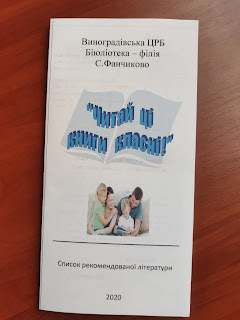 Виноградівська ЦРБ
Бібліотека – філія
С.Фанчиково
"Читай ці
книги класні!"
Список рекомендованої літератури
2020